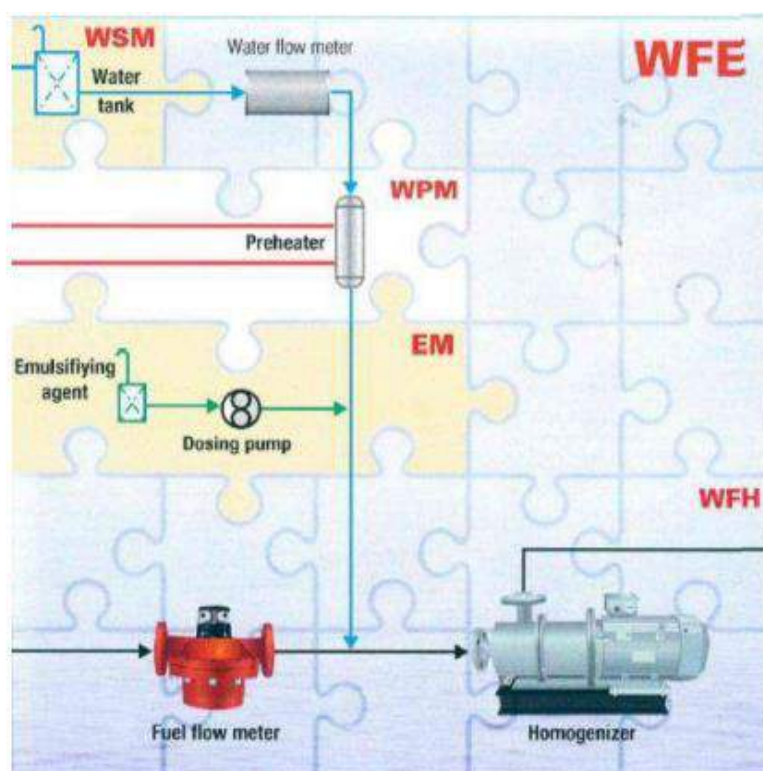 WSM
Water flow meter
WFE
Water
tank
WPM
Preheater
EM
Emulsifiying
agent
Dosing pump
WFH
Fuel flow meter
Homogenizer